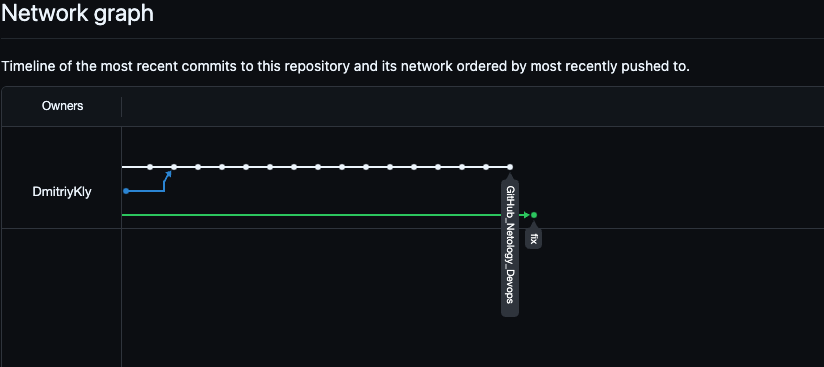 Network graph
Timeline of the most recent commits to this repository and its network ordered by most recently pushed to.
Owners
DmitriyKly
GitHub_Netology_Devops
fix